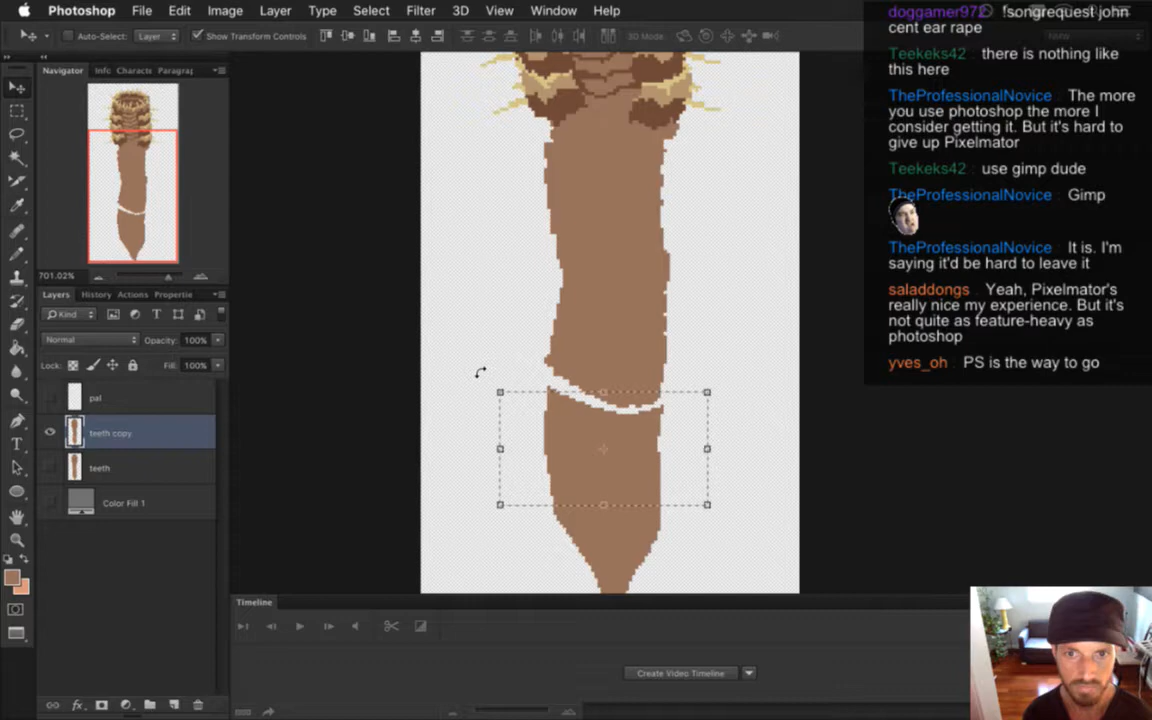 Photoshop File Edit Image Layer Type Select Filter 3D View Window Help
Auto-Select: Layer Show Transform Controls 3D Mode:
Navigator Info Characte Paragraj
701.02%
Layers History Actions Propertie
Kind
Normal Opacity: 100%
Lock: Fill: 100%
pal
teeth copy
teeth
Color Fill 1
Timeline
Create Video Timeline
doggamer972 !songrequest john
cent ear rape
Teekeks42 there is nothing like
this here
TheProfessionalNovice The more
you use photoshop the more I
consider getting it. But it's hard to
give up Pixelmator
Teekeks42 use gimp dude
TheProfessionalNovice Gimp
TheProfessionalNovice It is. I'm
saying it'd be hard to leave it
saladdongs Yeah, Pixelmator's
really nice my experience. But it's
not quite as feature-heavy as
photoshop
yves_oh PS is the way to go